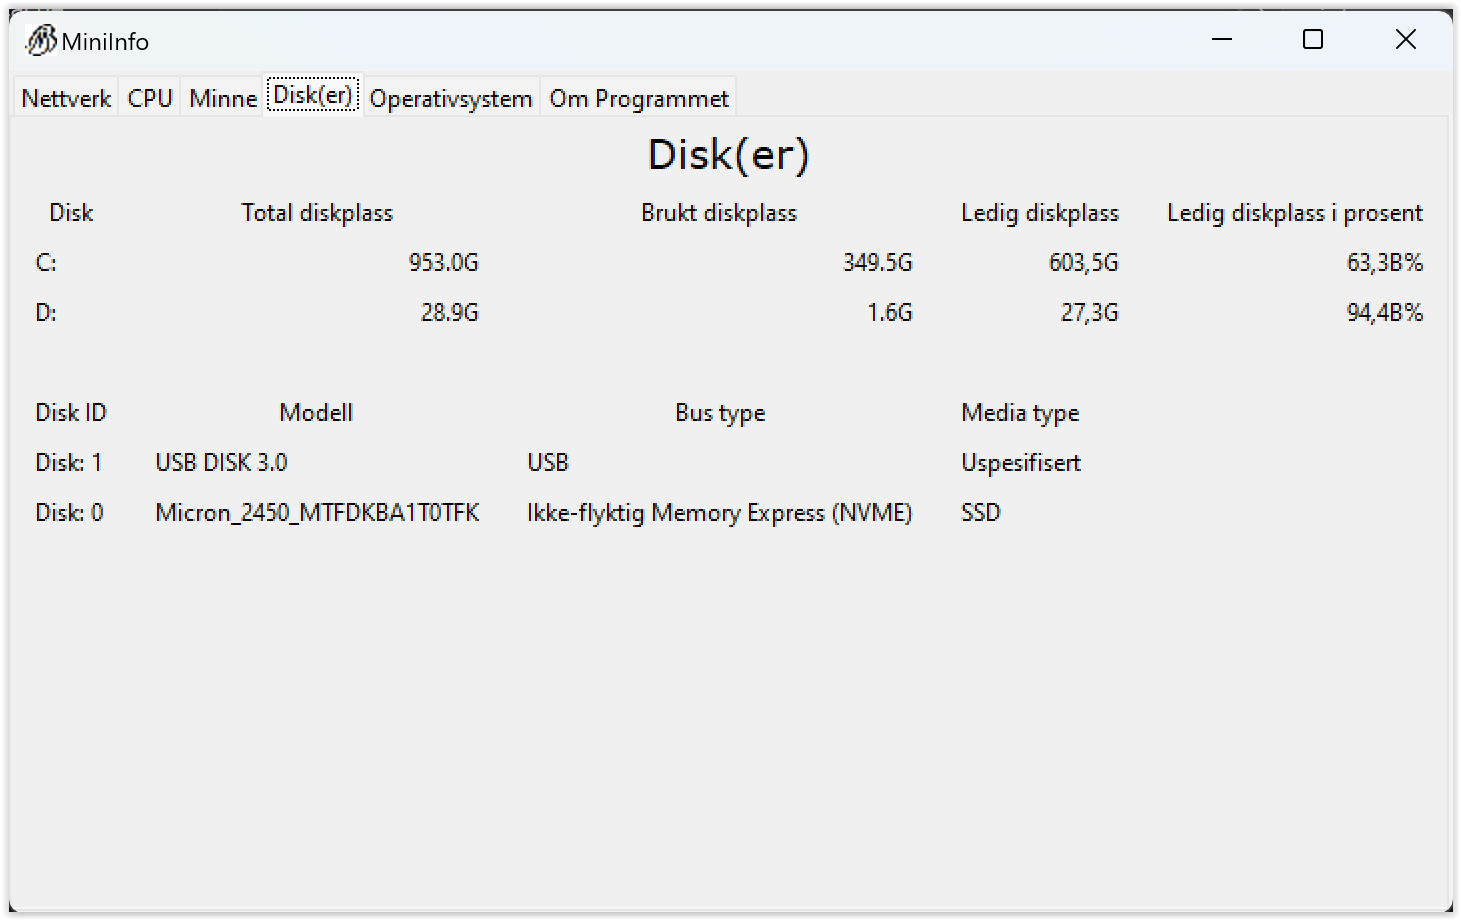 MiniInfo
Nettverk CPU Minne Disk(er) Operativsystem Om Programmet
Disk(er)
Disk Total diskplass Brukt diskplass Ledig diskplass Ledig diskplass i prosent
C: 953.0G 349.5G 603,5G 63,3B%
D: 28.9G 1.6G 27,3G 94,4B%
Disk ID Modell Bus type Media type
Disk: 1 USB DISK 3.0 USB Uspesifisert
Disk: 0 Micron_2450_MTFDKBA1T0TFK Ikke-flyktig Memory Express (NVME) SSD